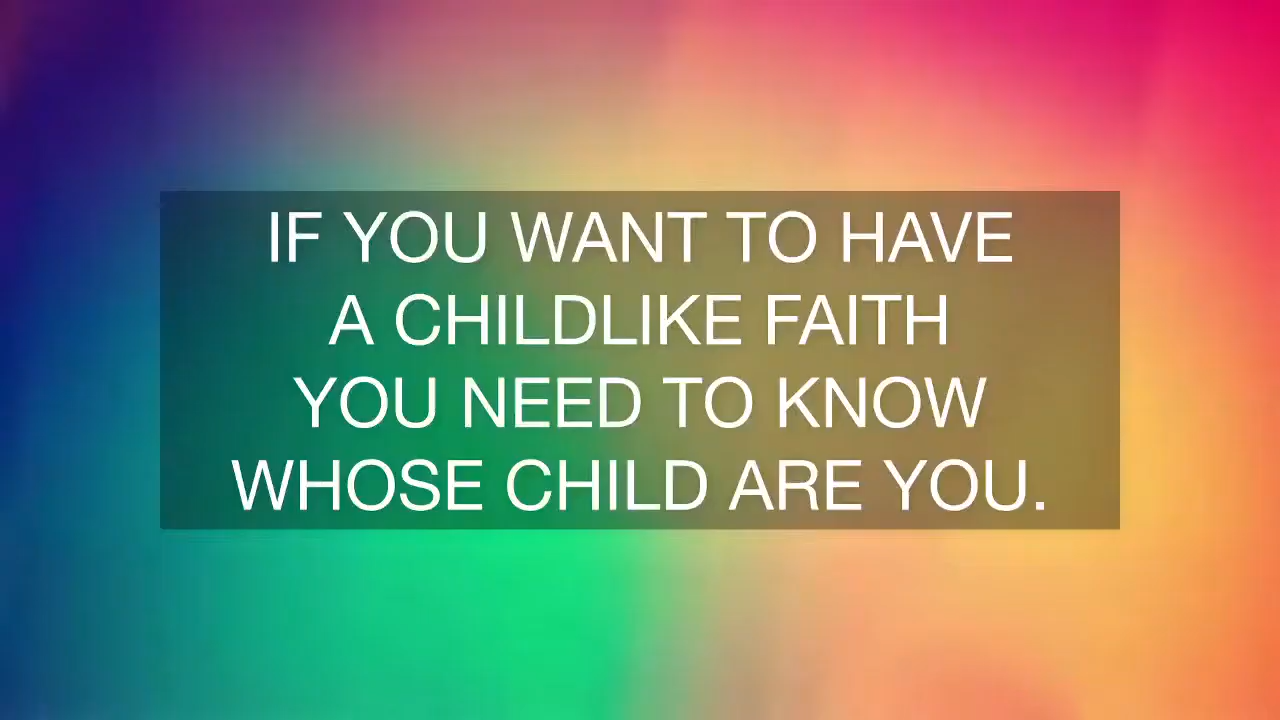 IF YOU WANT TO HAVE
A CHILDLIKE FAITH
YOU NEED TO KNOW
WHOSE CHILD ARE YOU.